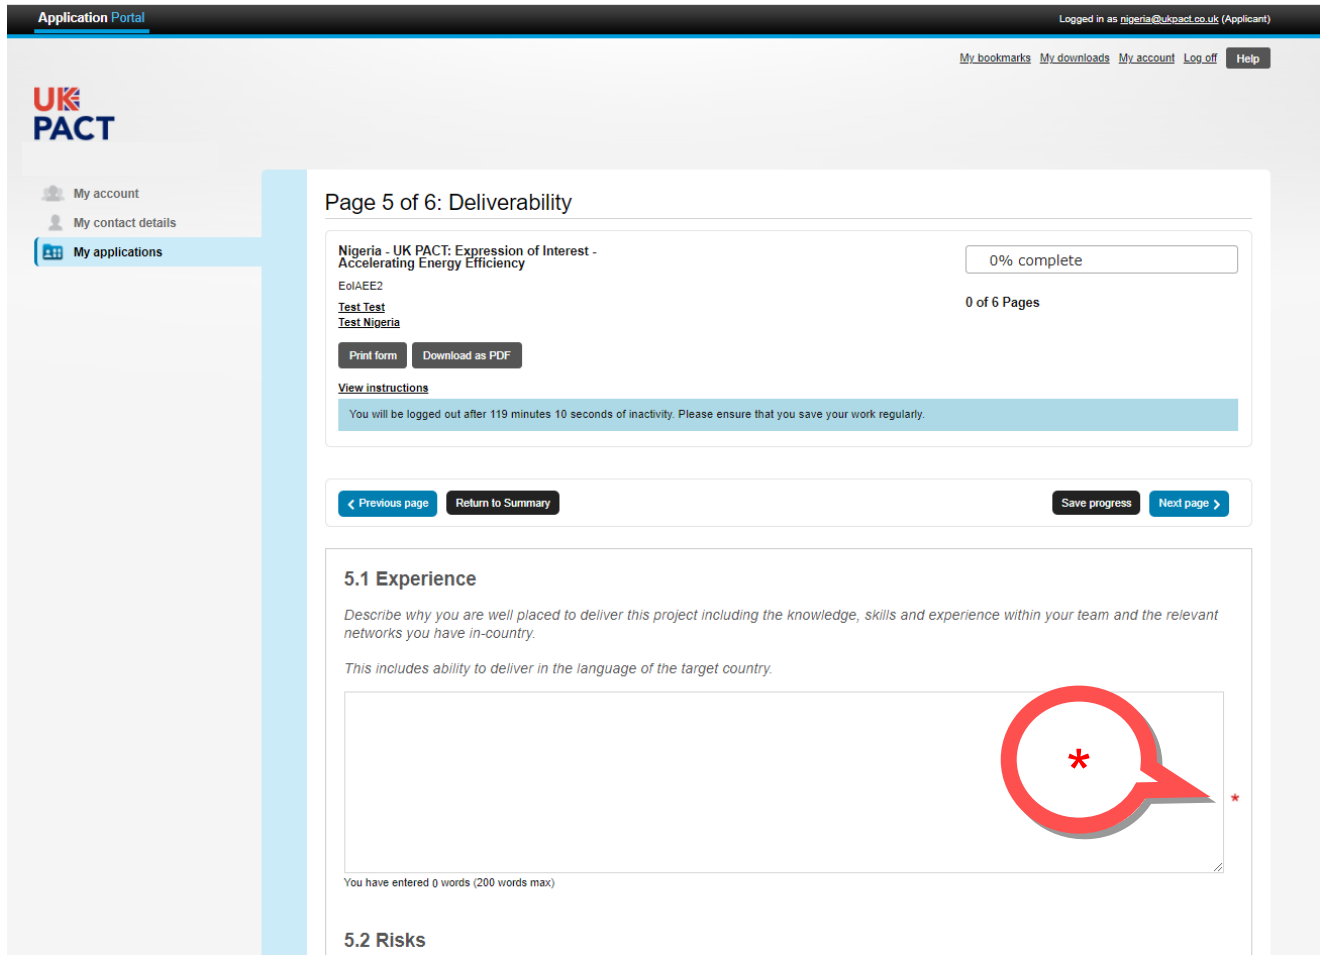 Application Portal
Logged in as nigeria@ukpact.co.uk (Applicant)
My bookmarks My downloads My account Log off Help
UK
PACT
My account
My contact details
My applications
Page 5 of 6: Deliverability
Nigeria - UK PACT: Expression of Interest -
Accelerating Energy Efficiency
0% complete
EoIAEE2
0 of 6 Pages
Test Test
Test Nigeria
Print form Download as PDF
View instructions
You will be logged out after 119 minutes 10 seconds of inactivity. Please ensure that you save your work regularly.
Previous page Return to Summary Save progress Next page
5.1 Experience
Describe why you are well placed to deliver this project including the knowledge, skills and experience within your team and the relevant
networks you have in-country.
This includes ability to deliver in the language of the target country.
*
*
You have entered 0 words (200 words max)
5.2 Risks